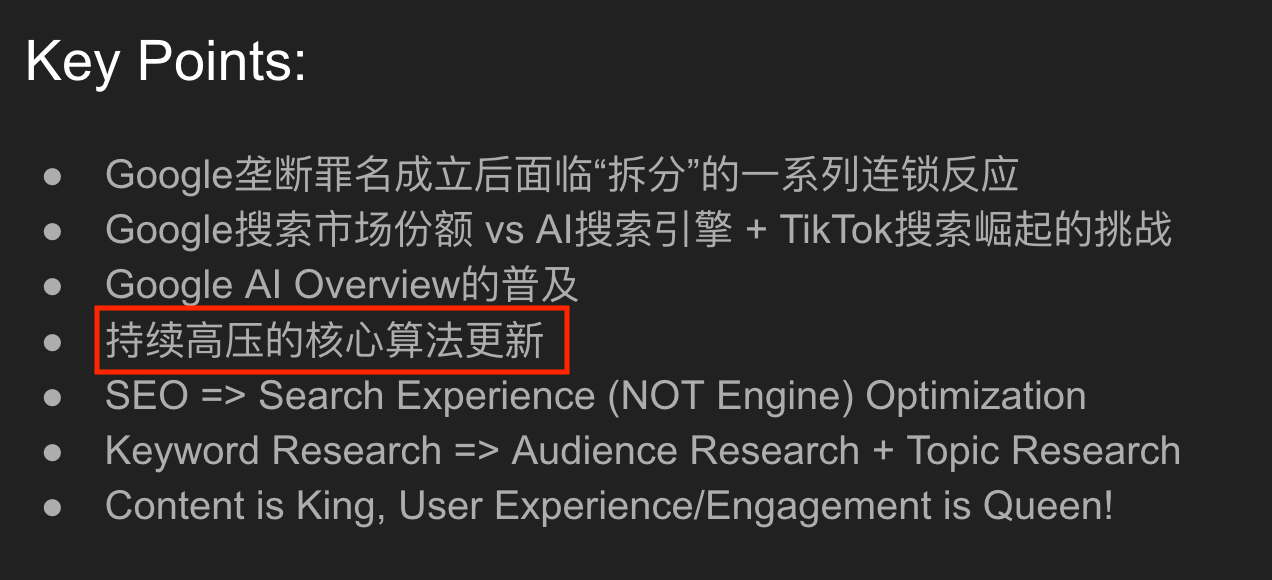 Key Points:
● Google垄断罪名成立后面临“拆分”的一系列连锁反应
● Google搜索市场份额 vs AI搜索引擎 + TikTok搜索崛起的挑战
● Google AI Overview的普及
● 持续高压的核心算法更新
● SEO => Search Experience (NOT Engine) Optimization
● Keyword Research => Audience Research + Topic Research
● Content is King, User Experience/Engagement is Queen!